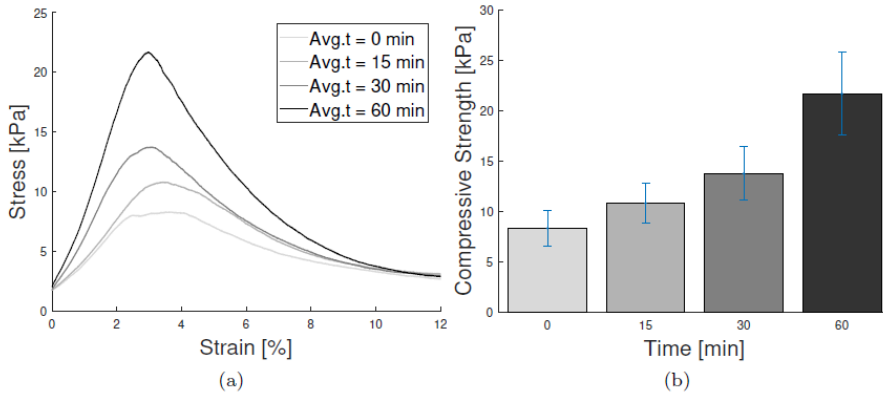 25
20
15
10
5
0
Stress [kPa]
Avg.t = 0 min
Avg.t = 15 min
Avg.t = 30 min
Avg.t = 60 min
0 2 4 6 8 10 12
Strain [%]
(a)
30
25
20
15
10
5
0
Compressive Strength [kPa]
0 15 30 60
Time [min]
(b)